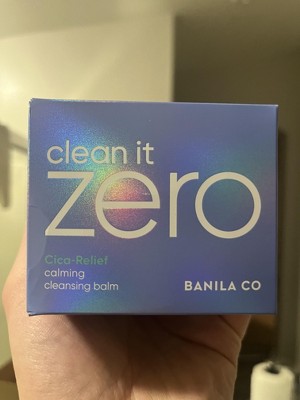 clean it
zero
Cica-Relief
calming
cleansing balm
BANILA CO